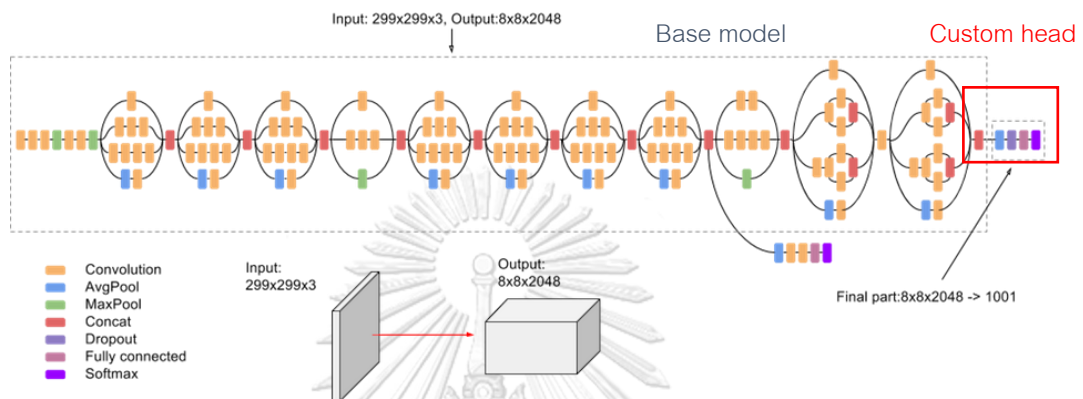 Input: 299x299x3, Output:8x8x2048
Base model
Custom head
Convolution
AvgPool
MaxPool
Concat
Dropout
Fully connected
Softmax
Input:
299x299x3
Output:
8x8x2048
Final part:8x8x2048 -> 1001